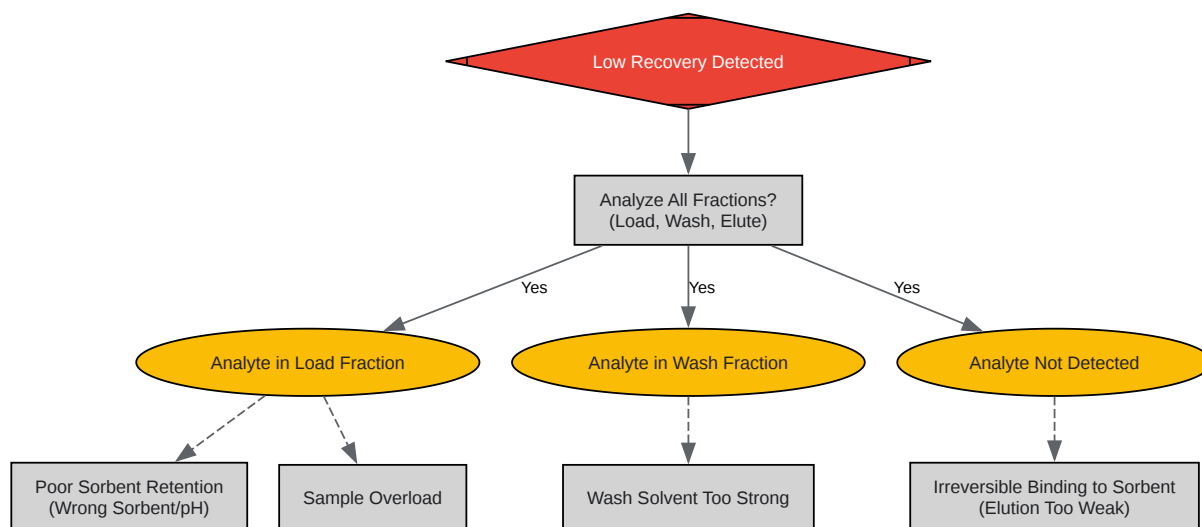 Low Recovery Detected
Analyze All Fractions?
(Load, Wash, Elute)
Yes
Yes
Yes
Analyte in Load Fraction
Analyte in Wash Fraction
Analyte Not Detected
Poor Sorbent Retention
(Wrong Sorbent/pH)
Sample Overload
Wash Solvent Too Strong
Irreversible Binding to Sorbent
(Elution Too Weak)